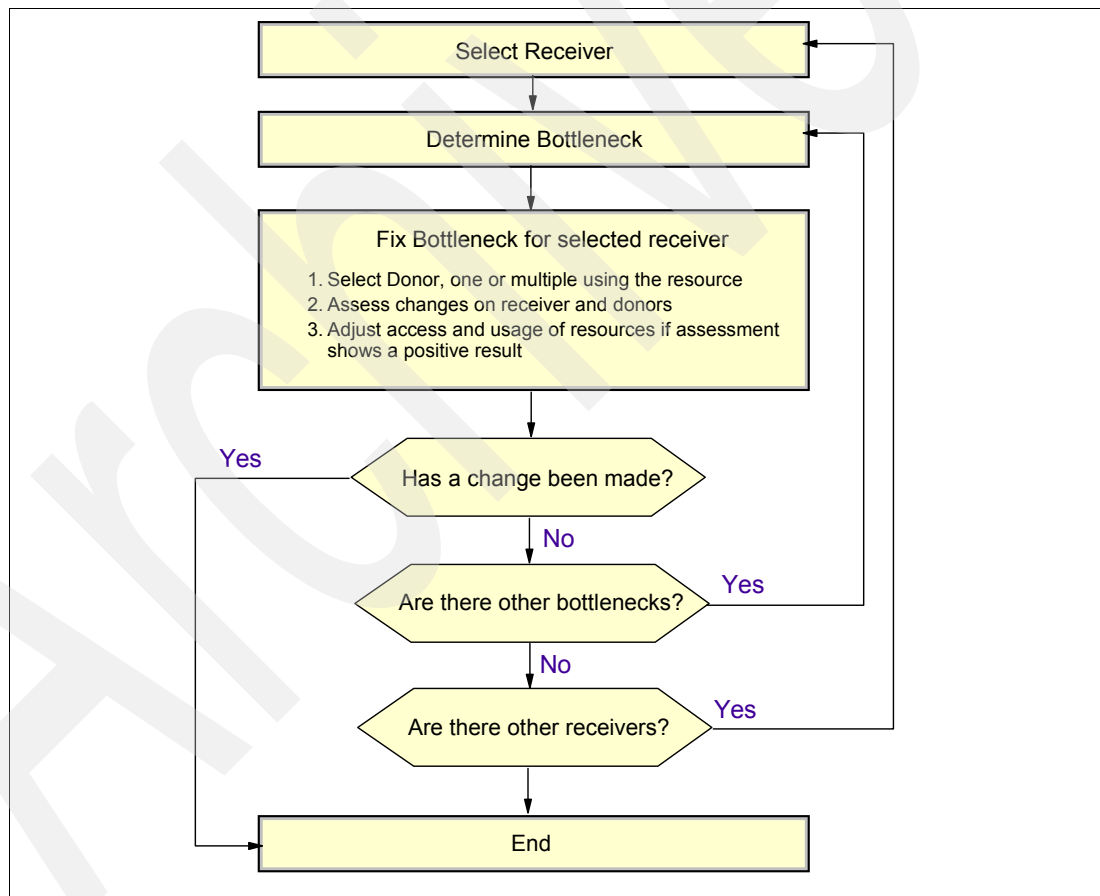 Select Receiver
Determine Bottleneck
Fix Bottleneck for selected receiver
1. Select Donor, one or multiple using the resource
2. Assess changes on receiver and donors
3. Adjust access and usage of resources if assessment
shows a positive result
Yes
Has a change been made?
No
Are there other bottlenecks?
Yes
No
Are there other receivers?
Yes
End